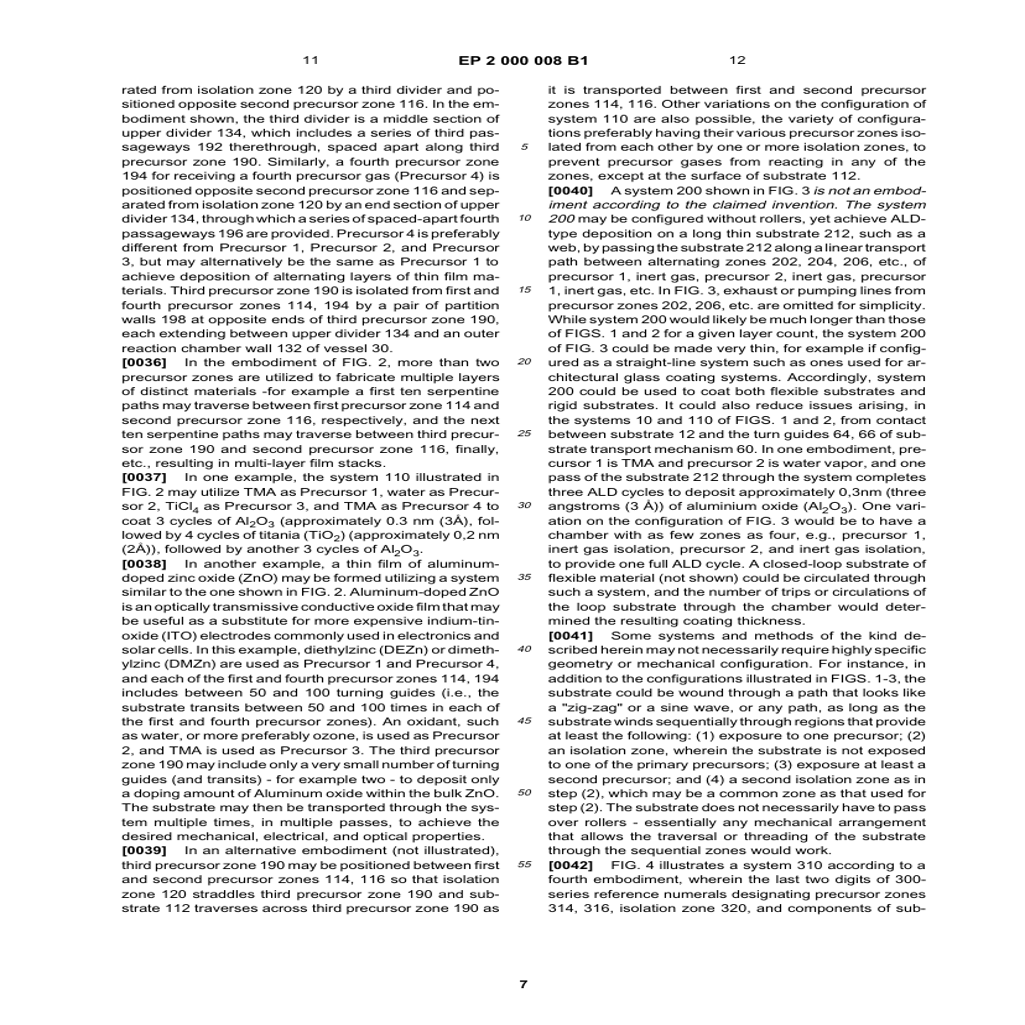 11
EP 2 000 008 B1
12
rated from isolation zone 120 by a third divider and po-
sitioned opposite second precursor zone 116. In the em-
bodiment shown, the third divider is a middle section of
upper divider 134, which includes a series of third pas-
sageways 192 therethrough, spaced apart along third
precursor zone 190. Similarly, a fourth precursor zone
194 for receiving a fourth precursor gas (Precursor 4) is
positioned opposite second precursor zone 116 and sep-
arated from isolation zone 120 by an end section of upper
divider 134, through which a series of spaced-apart fourth
passageways 196 are provided. Precursor 4 is preferably
different from Precursor 1, Precursor 2, and Precursor
3, but may alternatively be the same as Precursor 1 to
achieve deposition of alternating layers of thin film ma-
terials. Third precursor zone 190 is isolated from first and
fourth precursor zones 114, 194 by a pair of partition
walls 198 at opposite ends of third precursor zone 190,
each extending between upper divider 134 and an outer
reaction chamber wall 132 of vessel 30.
[0036] In the embodiment of FIG. 2, more than two
precursor zones are utilized to fabricate multiple layers
of distinct materials -for example a first ten serpentine
paths may traverse between first precursor zone 114 and
second precursor zone 116, respectively, and the next
ten serpentine paths may traverse between third precur-
sor zone 190 and second precursor zone 116, finally,
etc., resulting in multi-layer film stacks.
[0037] In one example, the system 110 illustrated in
FIG. 2 may utilize TMA as Precursor 1, water as Precur-
sor 2, TiCl4 as Precursor 3, and TMA as Precursor 4 to
coat 3 cycles of Al2O3 (approximately 0.3 nm (3Å), fol-
lowed by 4 cycles of titania (TiO2) (approximately 0,2 nm
(2Å)), followed by another 3 cycles of Al2O3.
[0038] In another example, a thin film of aluminum-
doped zinc oxide (ZnO) may be formed utilizing a system
similar to the one shown in FIG. 2. Aluminum-doped ZnO
is an optically transmissive conductive oxide film that may
be useful as a substitute for more expensive indium-tin-
oxide (ITO) electrodes commonly used in electronics and
solar cells. In this example, diethylzinc (DEZn) or dimeth-
ylzinc (DMZn) are used as Precursor 1 and Precursor 4,
and each of the first and fourth precursor zones 114, 194
includes between 50 and 100 turning guides (i.e., the
substrate transits between 50 and 100 times in each of
the first and fourth precursor zones). An oxidant, such
as water, or more preferably ozone, is used as Precursor
2, and TMA is used as Precursor 3. The third precursor
zone 190 may include only a very small number of turning
guides (and transits) - for example two - to deposit only
a doping amount of Aluminum oxide within the bulk ZnO.
The substrate may then be transported through the sys-
tem multiple times, in multiple passes, to achieve the
desired mechanical, electrical, and optical properties.
[0039] In an alternative embodiment (not illustrated),
third precursor zone 190 may be positioned between first
and second precursor zones 114, 116 so that isolation
zone 120 straddles third precursor zone 190 and sub-
strate 112 traverses across third precursor zone 190 as
5
10
15
20
25
30
35
40
45
50
55
it is transported between first and second precursor
zones 114, 116. Other variations on the configuration of
system 110 are also possible, the variety of configura-
tions preferably having their various precursor zones iso-
lated from each other by one or more isolation zones, to
prevent precursor gases from reacting in any of the
zones, except at the surface of substrate 112.
[0040] A system 200 shown in FIG. 3 is not an embod-
iment according to the claimed invention. The system
200 may be configured without rollers, yet achieve ALD-
type deposition on a long thin substrate 212, such as a
web, by passing the substrate 212 along a linear transport
path between alternating zones 202, 204, 206, etc., of
precursor 1, inert gas, precursor 2, inert gas, precursor
1, inert gas, etc. In FIG. 3, exhaust or pumping lines from
precursor zones 202, 206, etc. are omitted for simplicity.
While system 200 would likely be much longer than those
of FIGS. 1 and 2 for a given layer count, the system 200
of FIG. 3 could be made very thin, for example if config-
ured as a straight-line system such as ones used for ar-
chitectural glass coating systems. Accordingly, system
200 could be used to coat both flexible substrates and
rigid substrates. It could also reduce issues arising, in
the systems 10 and 110 of FIGS. 1 and 2, from contact
between substrate 12 and the turn guides 64, 66 of sub-
strate transport mechanism 60. In one embodiment, pre-
cursor 1 is TMA and precursor 2 is water vapor, and one
pass of the substrate 212 through the system completes
three ALD cycles to deposit approximately 0,3nm (three
angstroms (3 Å)) of aluminium oxide (Al2O3). One vari-
ation on the configuration of FIG. 3 would be to have a
chamber with as few zones as four, e.g., precursor 1,
inert gas isolation, precursor 2, and inert gas isolation,
to provide one full ALD cycle. A closed-loop substrate of
flexible material (not shown) could be circulated through
such a system, and the number of trips or circulations of
the loop substrate through the chamber would deter-
mined the resulting coating thickness.
[0041] Some systems and methods of the kind de-
scribed herein may not necessarily require highly specific
geometry or mechanical configuration. For instance, in
addition to the configurations illustrated in FIGS. 1-3, the
substrate could be wound through a path that looks like
a "zig-zag" or a sine wave, or any path, as long as the
substrate winds sequentially through regions that provide
at least the following: (1) exposure to one precursor; (2)
an isolation zone, wherein the substrate is not exposed
to one of the primary precursors; (3) exposure at least a
second precursor; and (4) a second isolation zone as in
step (2), which may be a common zone as that used for
step (2). The substrate does not necessarily have to pass
over rollers - essentially any mechanical arrangement
that allows the traversal or threading of the substrate
through the sequential zones would work.
[0042] FIG. 4 illustrates a system 310 according to a
fourth embodiment, wherein the last two digits of 300-
series reference numerals designating precursor zones
314, 316, isolation zone 320, and components of sub-
7